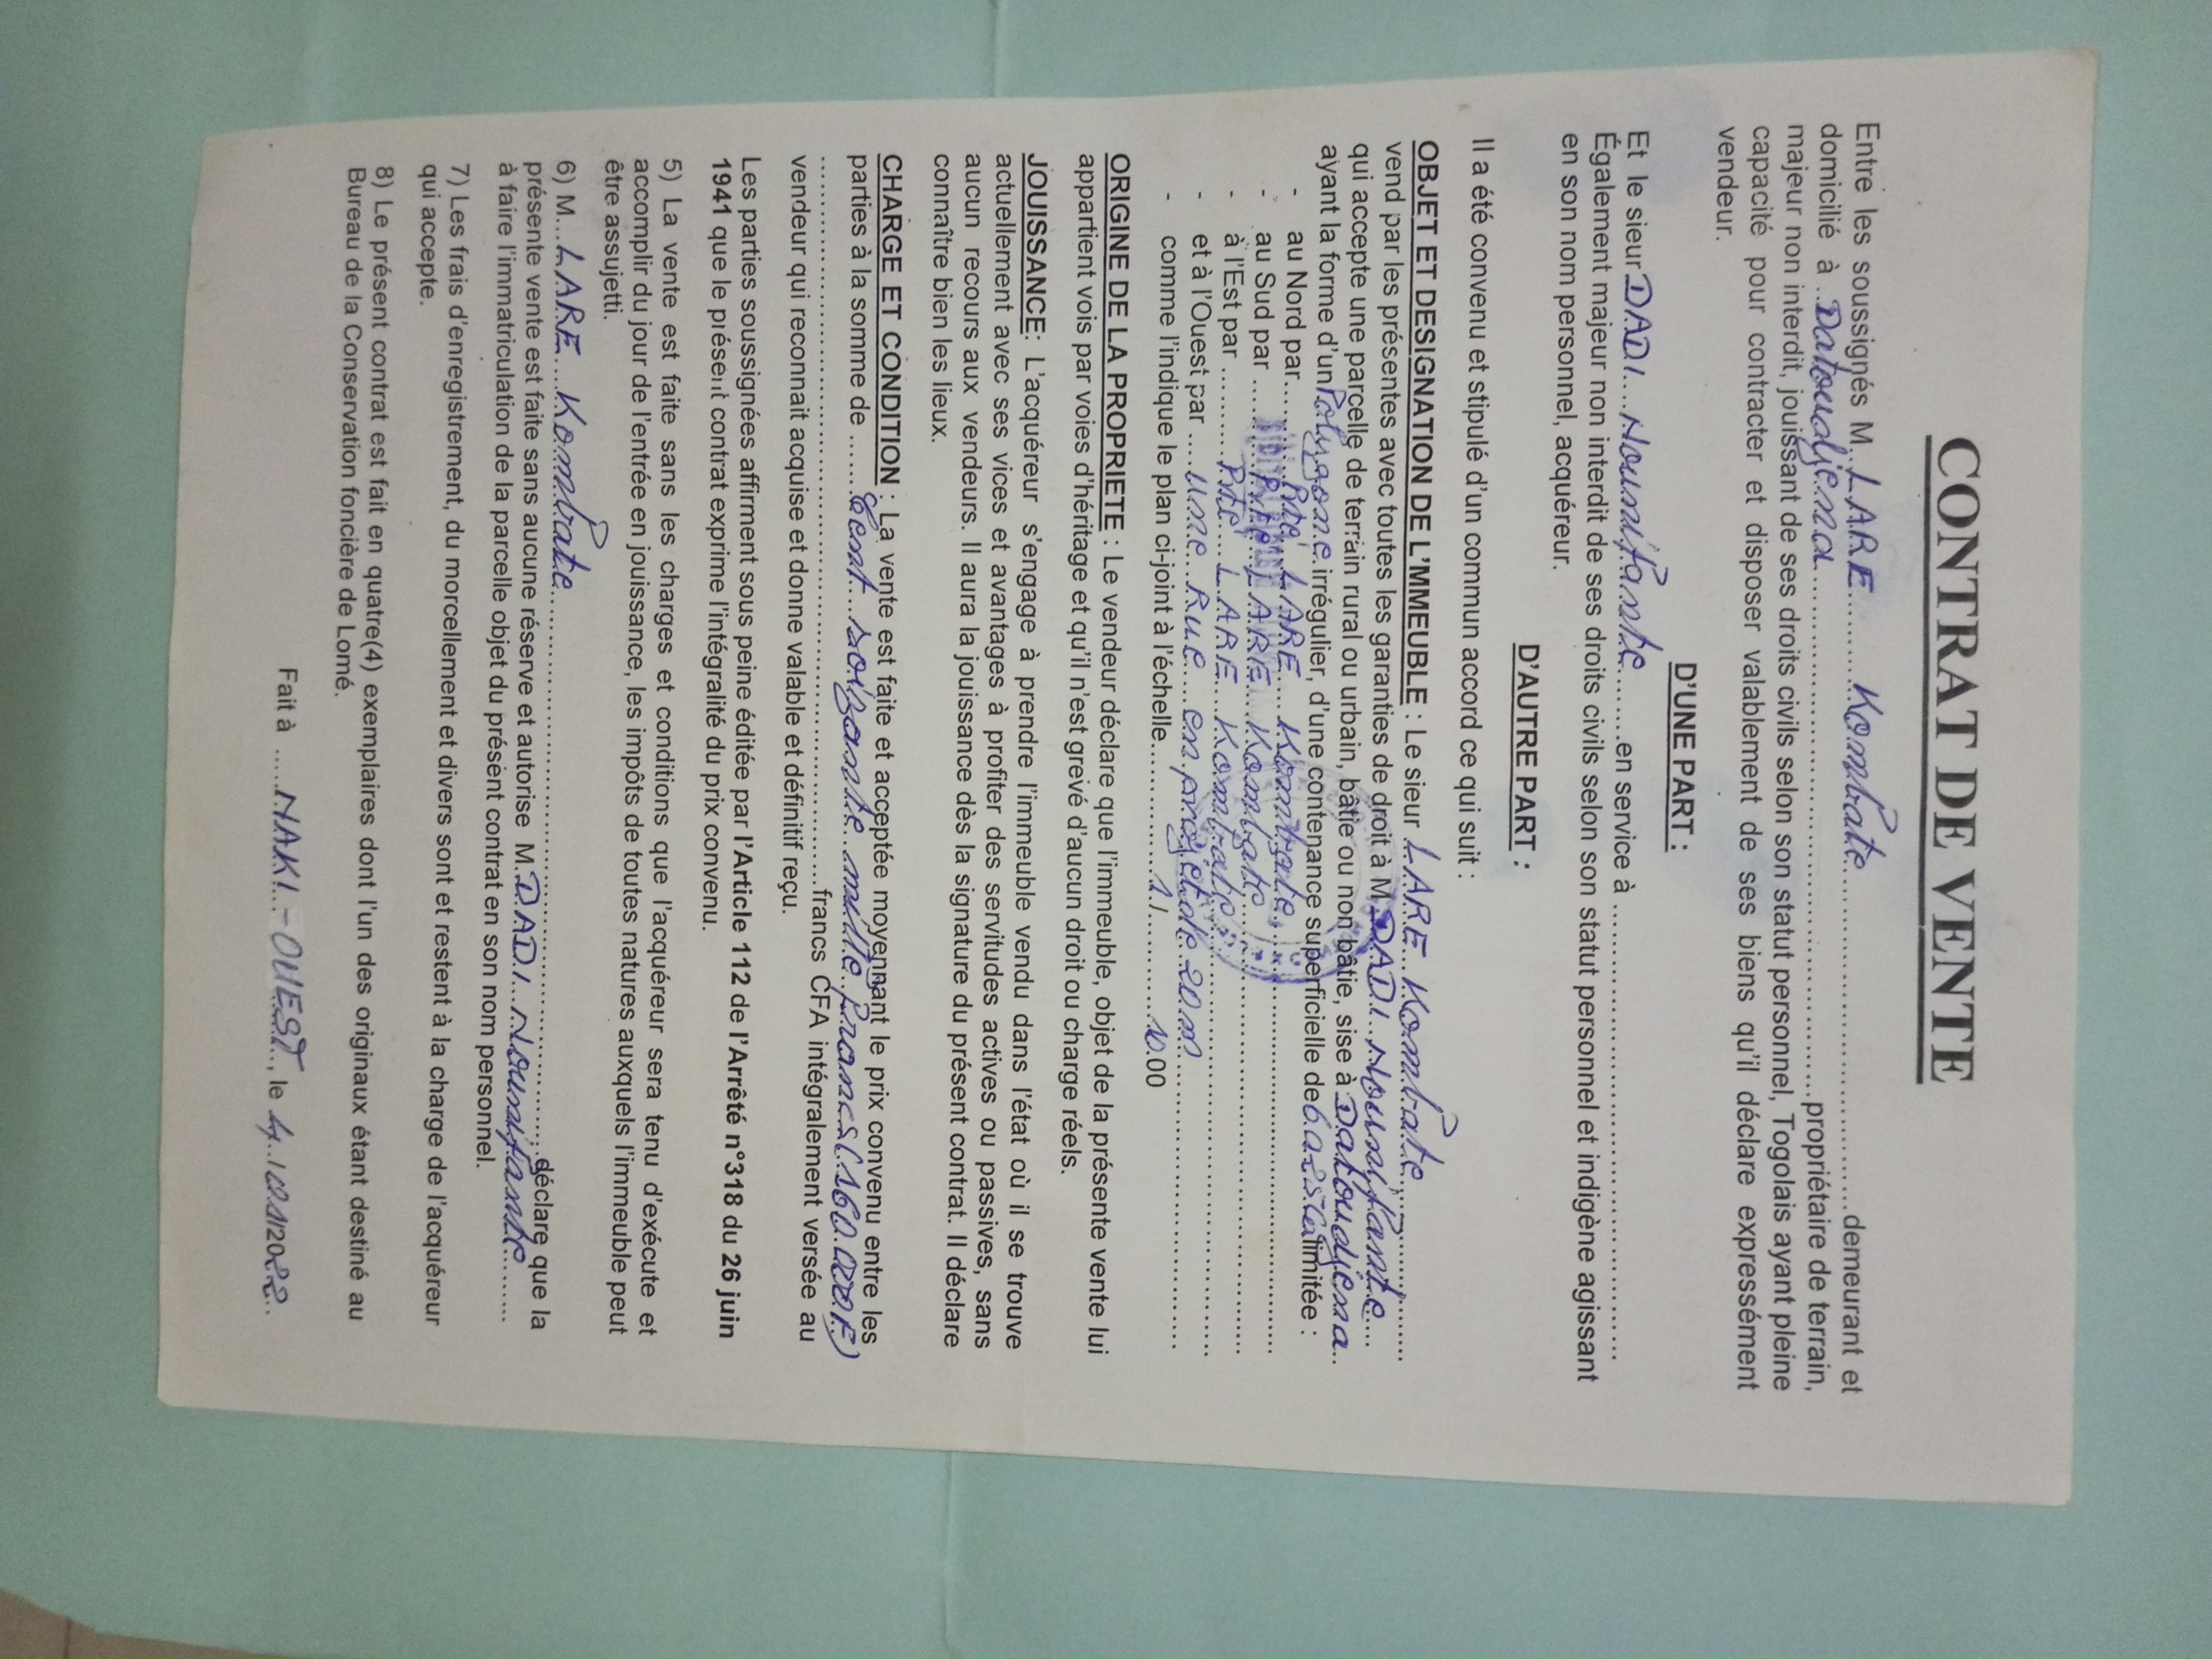 CONTRAT DE VENTE
Entre les soussignés M. LARE Kombate demeurant et
domicilié à Datoudjena propriétaire de terrain,
majeur non interdit, jouissant de ses droits civils selon son statut personnel, Togolais ayant pleine
capacité pour contracter et disposer valablement de ses biens qu'il déclare expressément
vendeur.
D'UNE PART :
Et le sieur DADI Nounifante en service à
Également majeur non interdit de ses droits civils selon son statut personnel et indigène agissant
en son nom personnel, acquéreur.
D'AUTRE PART :
Il a été convenu et stipulé d'un commun accord ce qui suit :
OBJET ET DESIGNATION DE L'MMEUBLE : Le sieur LARE Kombate
vend par les présentes avec toutes les garanties de droit à M. DADI Nounifante
qui accepte une parcelle de terrain rural ou urbain, bâtie ou non bâtie, sise à Datoudjena
ayant la forme d'un Polygone irrégulier, d'une contenance superficielle de limitée :
- au Nord par Pté LARE Kombate
- au Sud par Pté LARE Kombate
- à l'Est par Pté LARE Kombate
- et à l'Ouest par une Rue en projet de 20m
- comme l'indique le plan ci-joint à l'échelle
ORIGINE DE LA PROPRIETE : Le vendeur déclare que l'immeuble, objet de la présente vente lui
appartient vois par voies d'héritage et qu'il n'est grevé d'aucun droit ou charge réels.
JOUISSANCE: L'acquéreur s'engage à prendre l'immeuble vendu dans l'état où il se trouve
actuellement avec ses vices et avantages à profiter des servitudes actives ou passives, sans
aucun recours aux vendeurs. Il aura la jouissance dès la signature du présent contrat. Il déclare
connaître bien les lieux.
CHARGE ET CONDITION : La vente est faite et acceptée moyennant le prix convenu entre les
parties à la somme de Cent soixante mille francs (160.000F)
francs CFA intégralement versée au
vendeur qui reconnait acquise et donne valable et définitif reçu.
Les parties soussignées affirment sous peine éditée par l'Article 112 de l'Arrêté n°318 du 26 juin
1941 que le présent contrat exprime l'intégralité du prix convenu.
5) La vente est faite sans les charges et conditions que l'acquéreur sera tenu d'exécute et
accomplir du jour de l'entrée en jouissance, les impôts de toutes natures auxquels l'immeuble peut
être assujetti.
6) M. LARE Kombate déclare que la
présente vente est faite sans aucune réserve et autorise M. DADI Nounifante
à faire l'immatriculation de la parcelle objet du présent contrat en son nom personnel.
7) Les frais d'enregistrement, du morcellement et divers sont et restent à la charge de l'acquéreur
qui accepte.
8) Le présent contrat est fait en quatre(4) exemplaires dont l'un des originaux étant destiné au
Bureau de la Conservation foncière de Lomé.
Fait à NAKI-OUEST, le